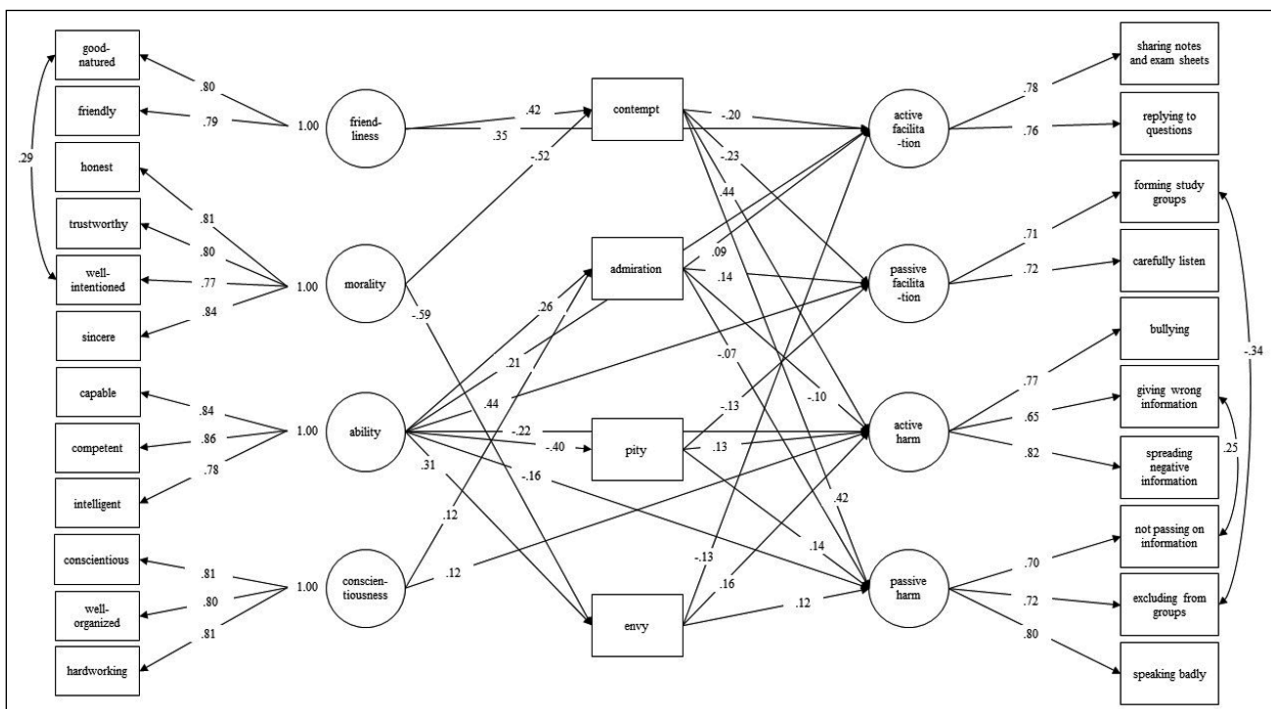 good-
natured
friendly
honest
trustworthy
well-
intentioned
sincere
capable
competent
intelligent
conscientious
well-
organized
hardworking
.29
.80
.79
.81
.80
.77
.84
.84
.86
.78
.81
.80
.81
1.00
1.00
1.00
1.00
friend-
liness
morality
ability
conscien-
tiousness
.42
.35
-.52
-.59
.26
.21
.44
-.22
-.40
-.16
.31
.12
.12
contempt
admiration
pity
envy
-.20
-.23
.44
.09
.14
-.07
-.10
-.13
.13
.42
.14
-.13
.16
.12
active
facilita
-tion
passive
facilita
-tion
active
harm
passive
harm
.78
.76
.71
.72
.77
.65
.82
.70
.72
.80
sharing notes
and exam sheets
replying to
questions
forming study
groups
carefully listen
bullying
giving wrong
information
spreading
negative
information
not passing on
information
excluding from
groups
speaking badly
-.34
.25